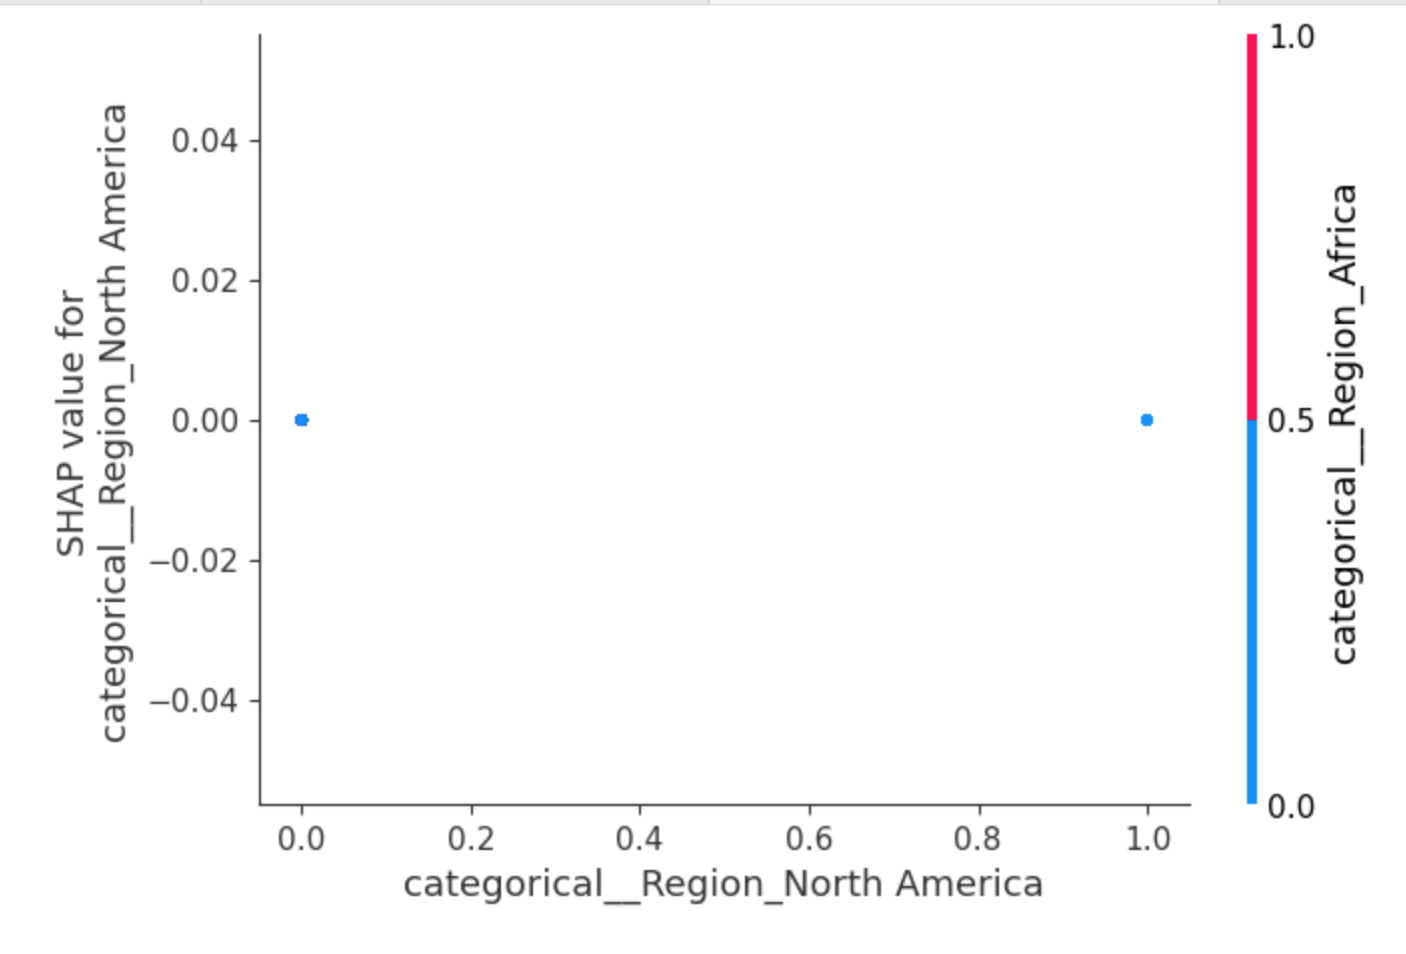 SHAP value for
categorical__Region_North America
0.04
0.02
0.00
−0.02
−0.04
0.0 0.2 0.4 0.6 0.8 1.0
categorical__Region_North America
1.0
0.5
0.0
categorical__Region_Africa